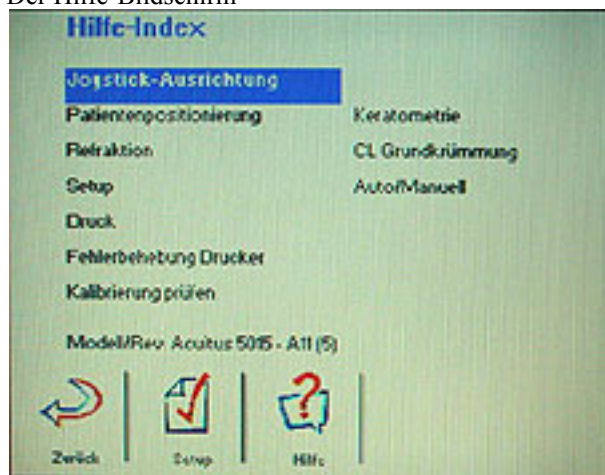 Der Hilfe-Bildschirm
Hilfe-Index
Joystick-Ausrichtung
Patientenpositionierung
Keratometrie
Refraktion
CL Grundkrümmung
Setup
Auto/Manuell
Druck
Fehlerbehebung Drucker
Kalibrierung prüfen
Modell/Rev: Acuitus 5015 - A11 (5)
Zurück
Setup
Hilfe